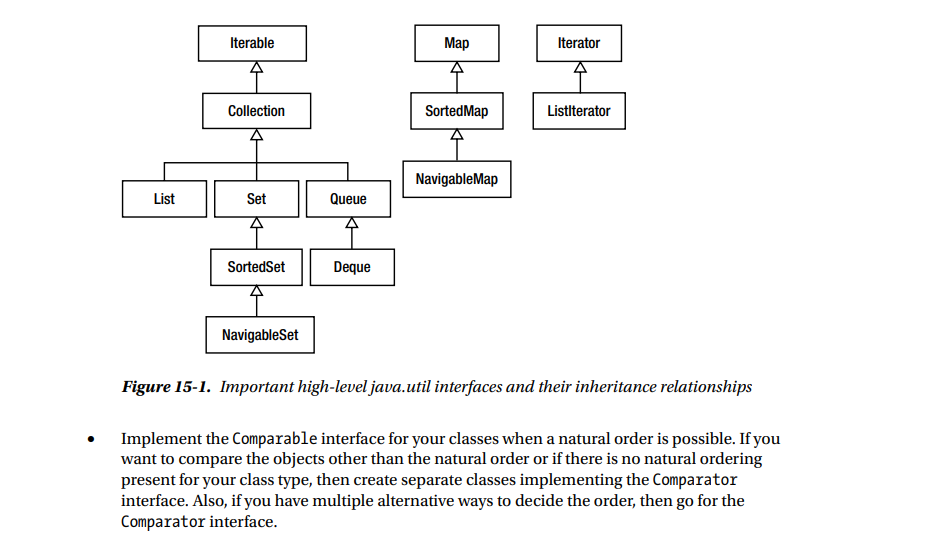 Iterable
Map
Iterator
Collection
SortedMap
ListIterator
NavigableMap
List
Set
Queue
SortedSet
Deque
NavigableSet
Figure 15-1. Important high-level java.util interfaces and their inheritance relationships
• Implement the Comparable interface for your classes when a natural order is possible. If you
want to compare the objects other than the natural order or if there is no natural ordering
present for your class type, then create separate classes implementing the Comparator
interface. Also, if you have multiple alternative ways to decide the order, then go for the
Comparator interface.